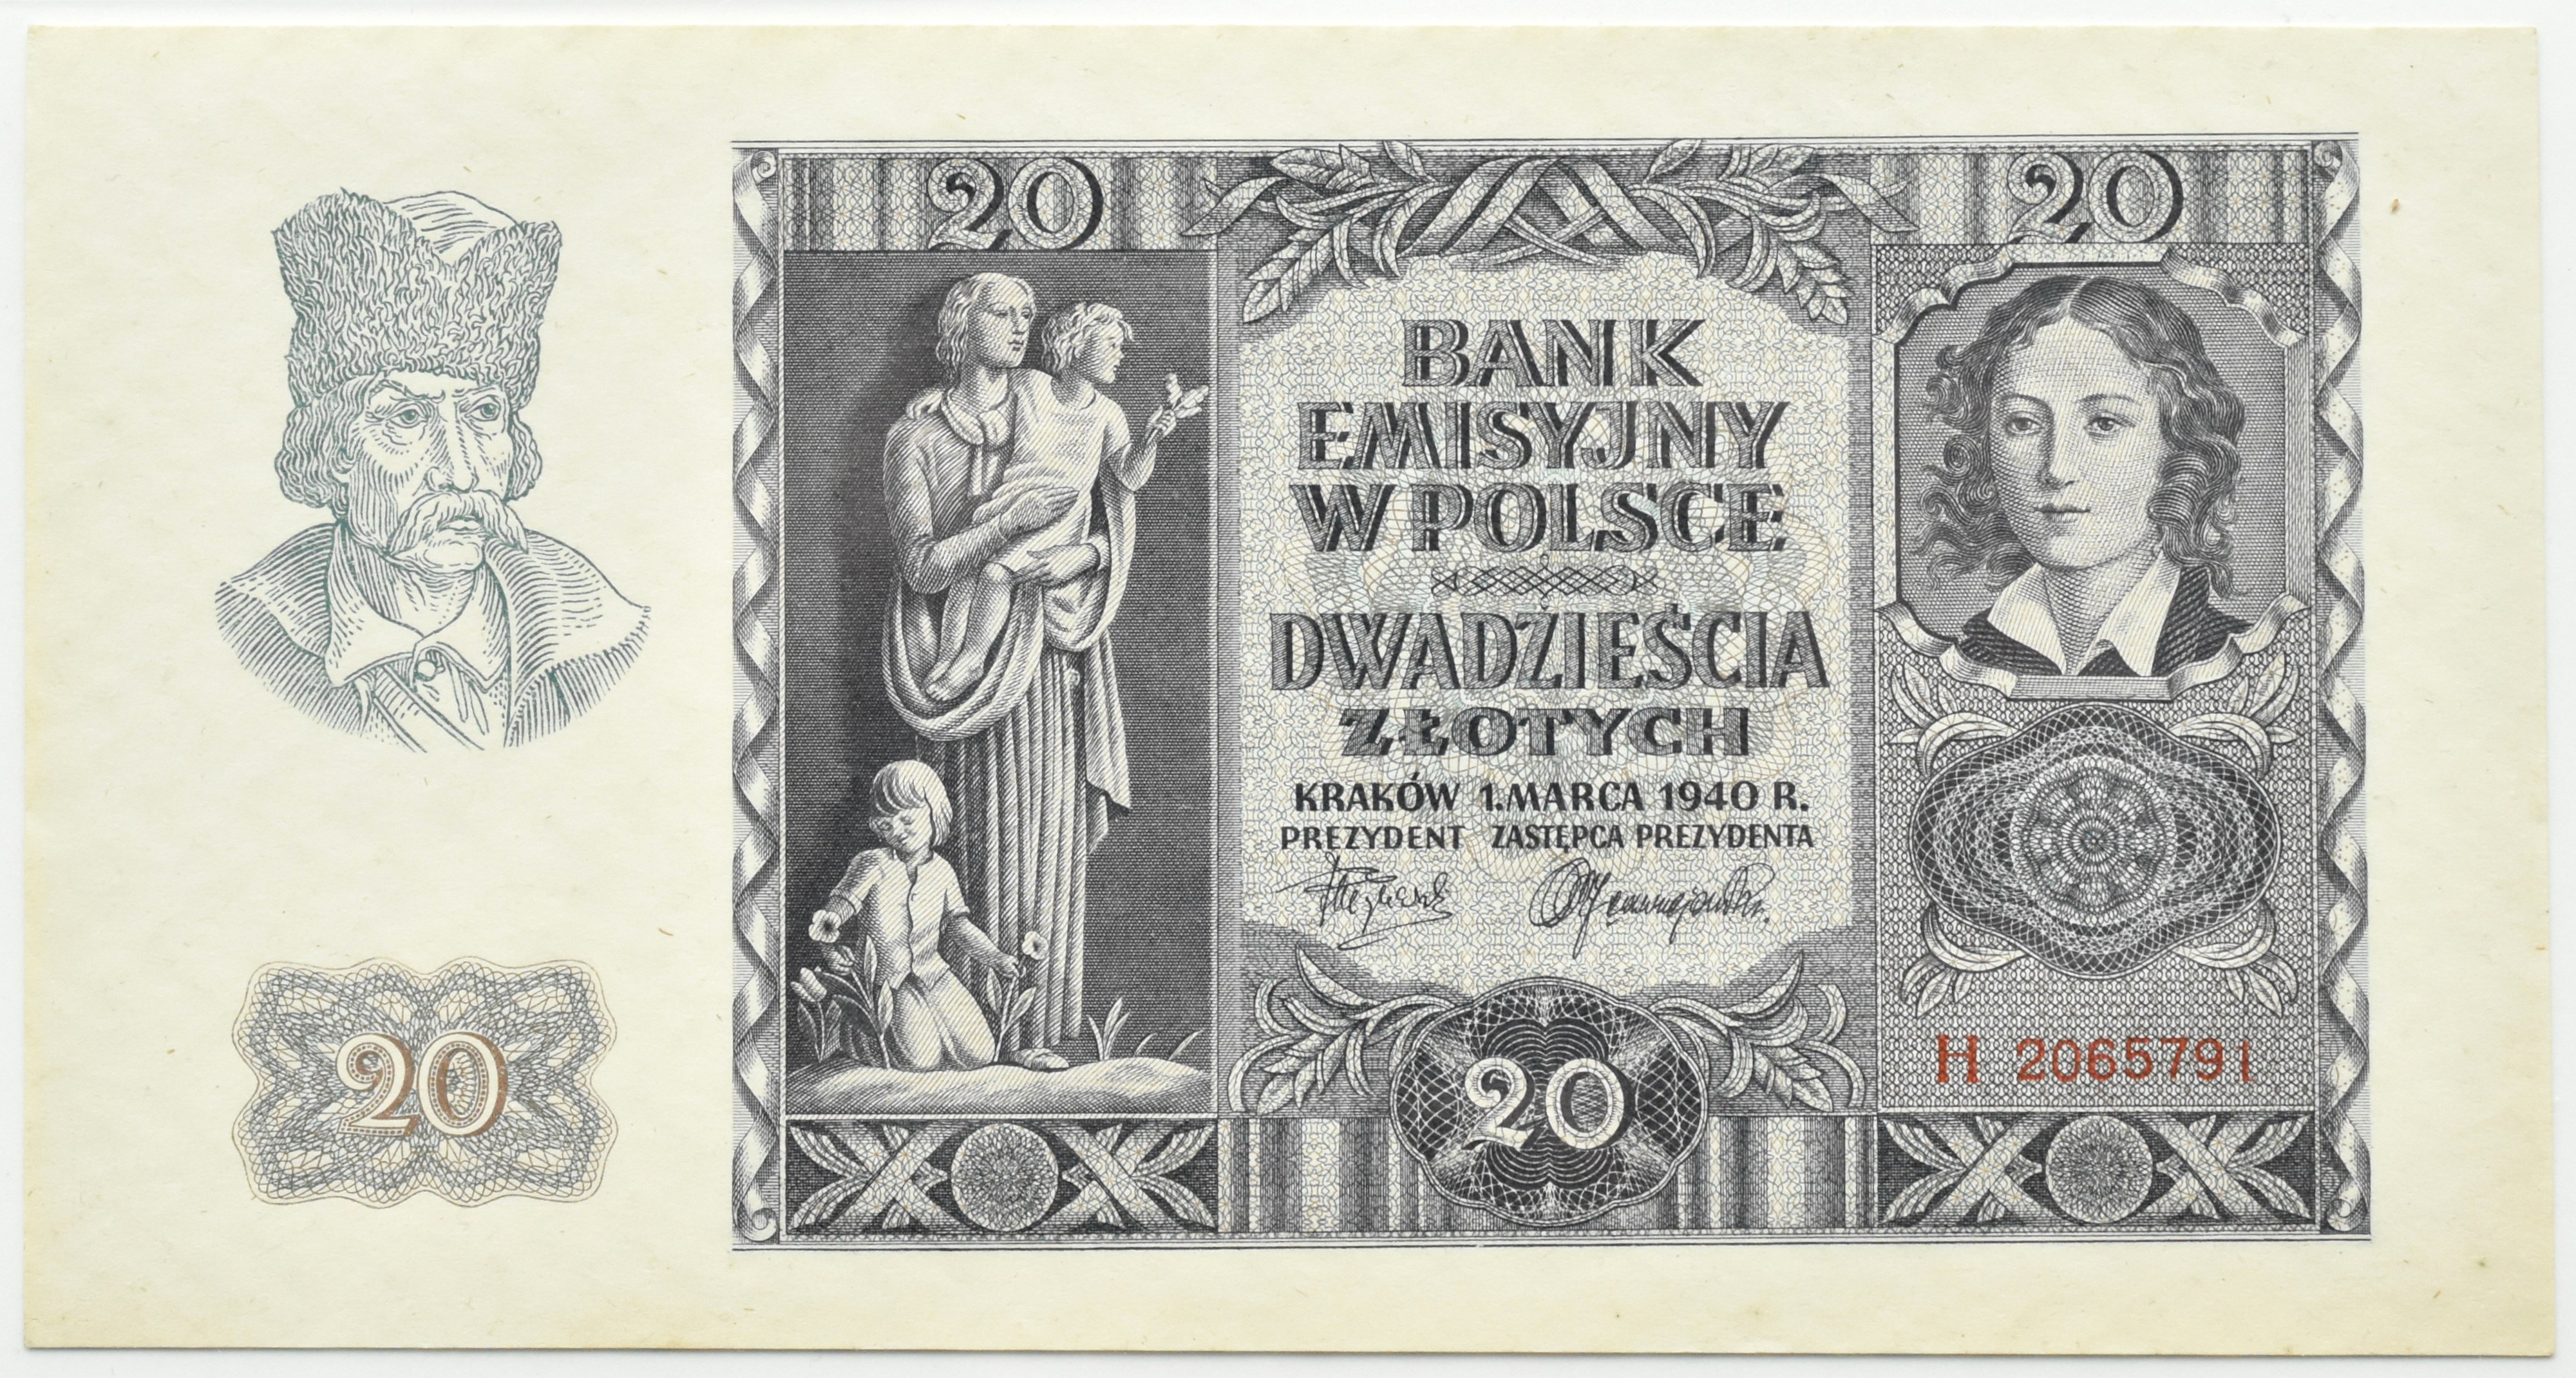 20
20
BANK
EMISYJNY
W POLSCE
DWADZIEŚCIA
ZŁOTYCH
KRAKÓW 1. MARCA 1940 R.
PREZYDENT ZASTĘPCA PREZYDENTA
H 2065791
20
20